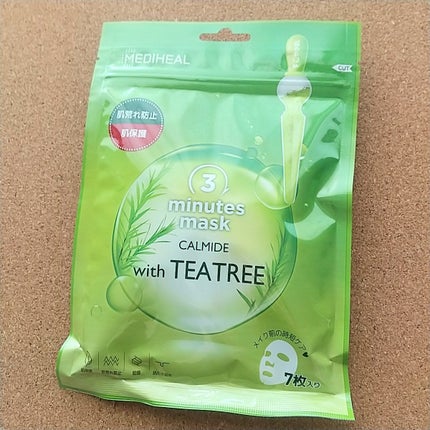 MEDIHEAL
CUT
肌荒れ防止
肌保護
3
minutes
mask
CALMIDE
with TEATREE
メイク前の時短ケア♥
7枚入り